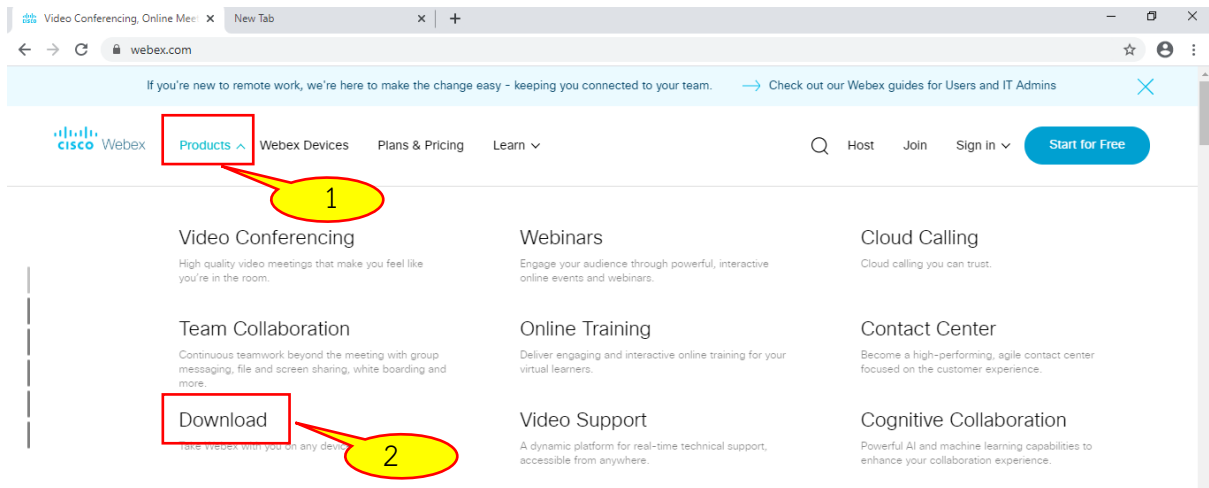 Video Conferencing, Online Mee
New Tab
webex.com
If you're new to remote work, we're here to make the change easy - keeping you connected to your team.
Check out our Webex guides for Users and IT Admins
cisco Webex
Products
Webex Devices
Plans & Pricing
Learn
Host
Join
Sign in
Start for Free
1
Video Conferencing
High quality video meetings that make you feel like
you're in the room.
Webinars
Engage your audience through powerful, interactive
online events and webinars.
Cloud Calling
Cloud calling you can trust.
Team Collaboration
Continuous teamwork beyond the meeting with group
messaging, file and screen sharing, white boarding and
more.
Online Training
Deliver engaging and interactive online training for your
virtual learners.
Contact Center
Become a high-performing, agile contact center
focused on the customer experience.
Download
Take Webex with you on any devic
2
Video Support
A dynamic platform for real-time technical support,
accessible from anywhere.
Cognitive Collaboration
Powerful AI and machine learning capabilities to
enhance your collaboration experience.